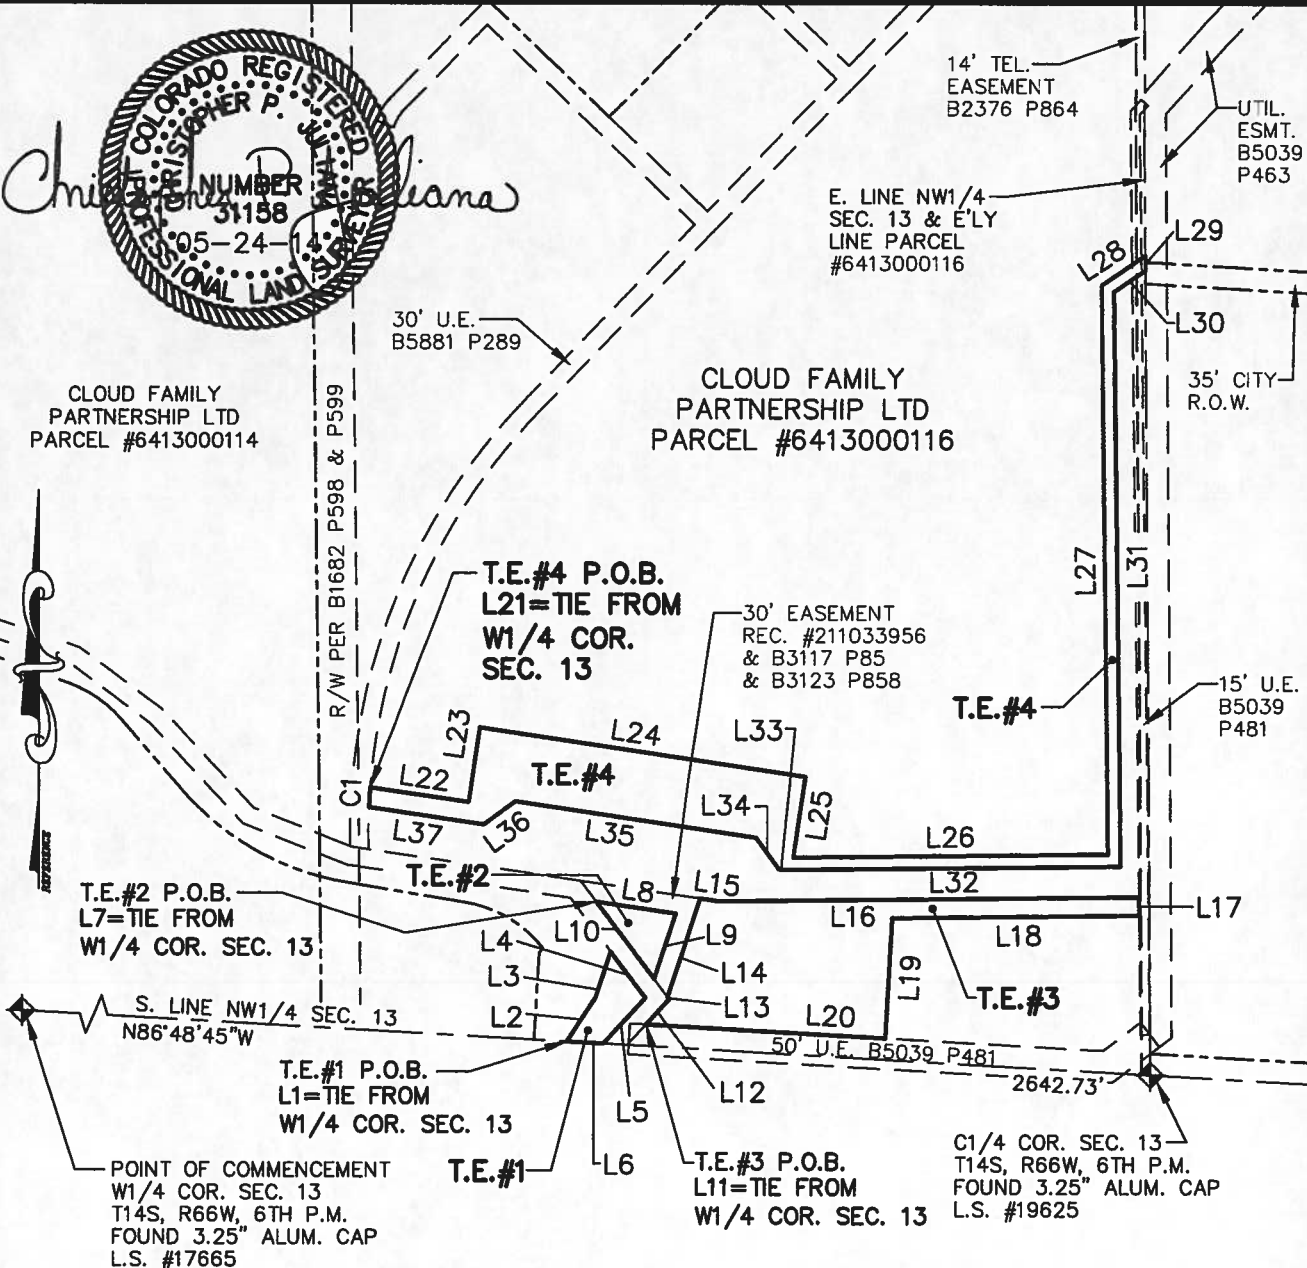 COLORADO REGISTERED
CHRISTOPHER P. JULIANA
NUMBER
31158
05-24-14
PROFESSIONAL LAND SURVEYOR
Christopher P. Juliana
14' TEL.
EASEMENT
B2376 P864
UTIL.
ESMT.
B5039
P463
E. LINE NW1/4
SEC. 13 & E'LY
LINE PARCEL
#6413000116
L29
L28
L30
30' U.E.
B5881 P289
35' CITY
R.O.W.
CLOUD FAMILY
PARTNERSHIP LTD
PARCEL #6413000114
CLOUD FAMILY
PARTNERSHIP LTD
PARCEL #6413000116
R/W PER B1682 P598 & P599
L27
L31
T.E.#4 P.O.B.
L21=TIE FROM
W1/4 COR.
SEC. 13
30' EASEMENT
REC. #211033956
& B3117 P85
& B3123 P858
T.E.#4
15' U.E.
B5039
P481
L23
L24
L33
C1
L22
T.E.#4
L34
L25
L37
L36
L35
L26
REFERENCE
T.E.#2 P.O.B.
L7=TIE FROM
W1/4 COR. SEC. 13
T.E.#2
L8
L15
L32
L16
L17
L10
L9
L18
L4
L3
L14
L19
L13
T.E.#3
L2
L20
S. LINE NW1/4 SEC. 13
N86°48'45"W
50' U.E. B5039 P481
2642.73'
T.E.#1 P.O.B.
L1=TIE FROM
W1/4 COR. SEC. 13
L5
L12
L6
T.E.#1
T.E.#3 P.O.B.
L11=TIE FROM
W1/4 COR. SEC. 13
C1/4 COR. SEC. 13
T14S, R66W, 6TH P.M.
FOUND 3.25" ALUM. CAP
L.S. #19625
POINT OF COMMENCEMENT
W1/4 COR. SEC. 13
T14S, R66W, 6TH P.M.
FOUND 3.25" ALUM. CAP
L.S. #17665